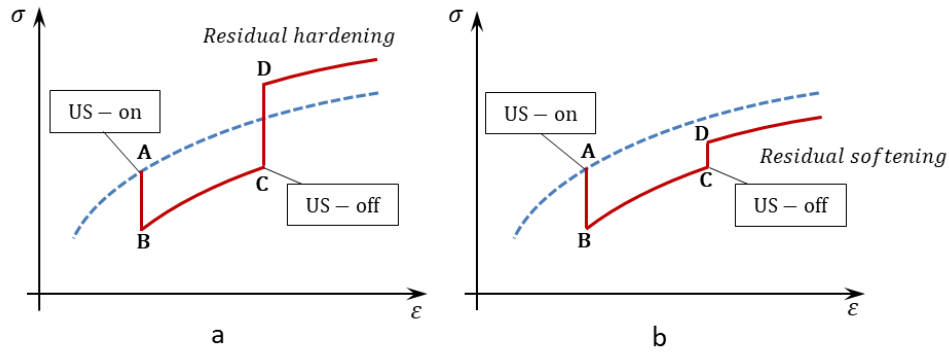 σ
Residual hardening
D
US – on
A
C
B
US – off
ε
a
σ
US – on
A
D
Residual softening
C
B
US – off
ε
b